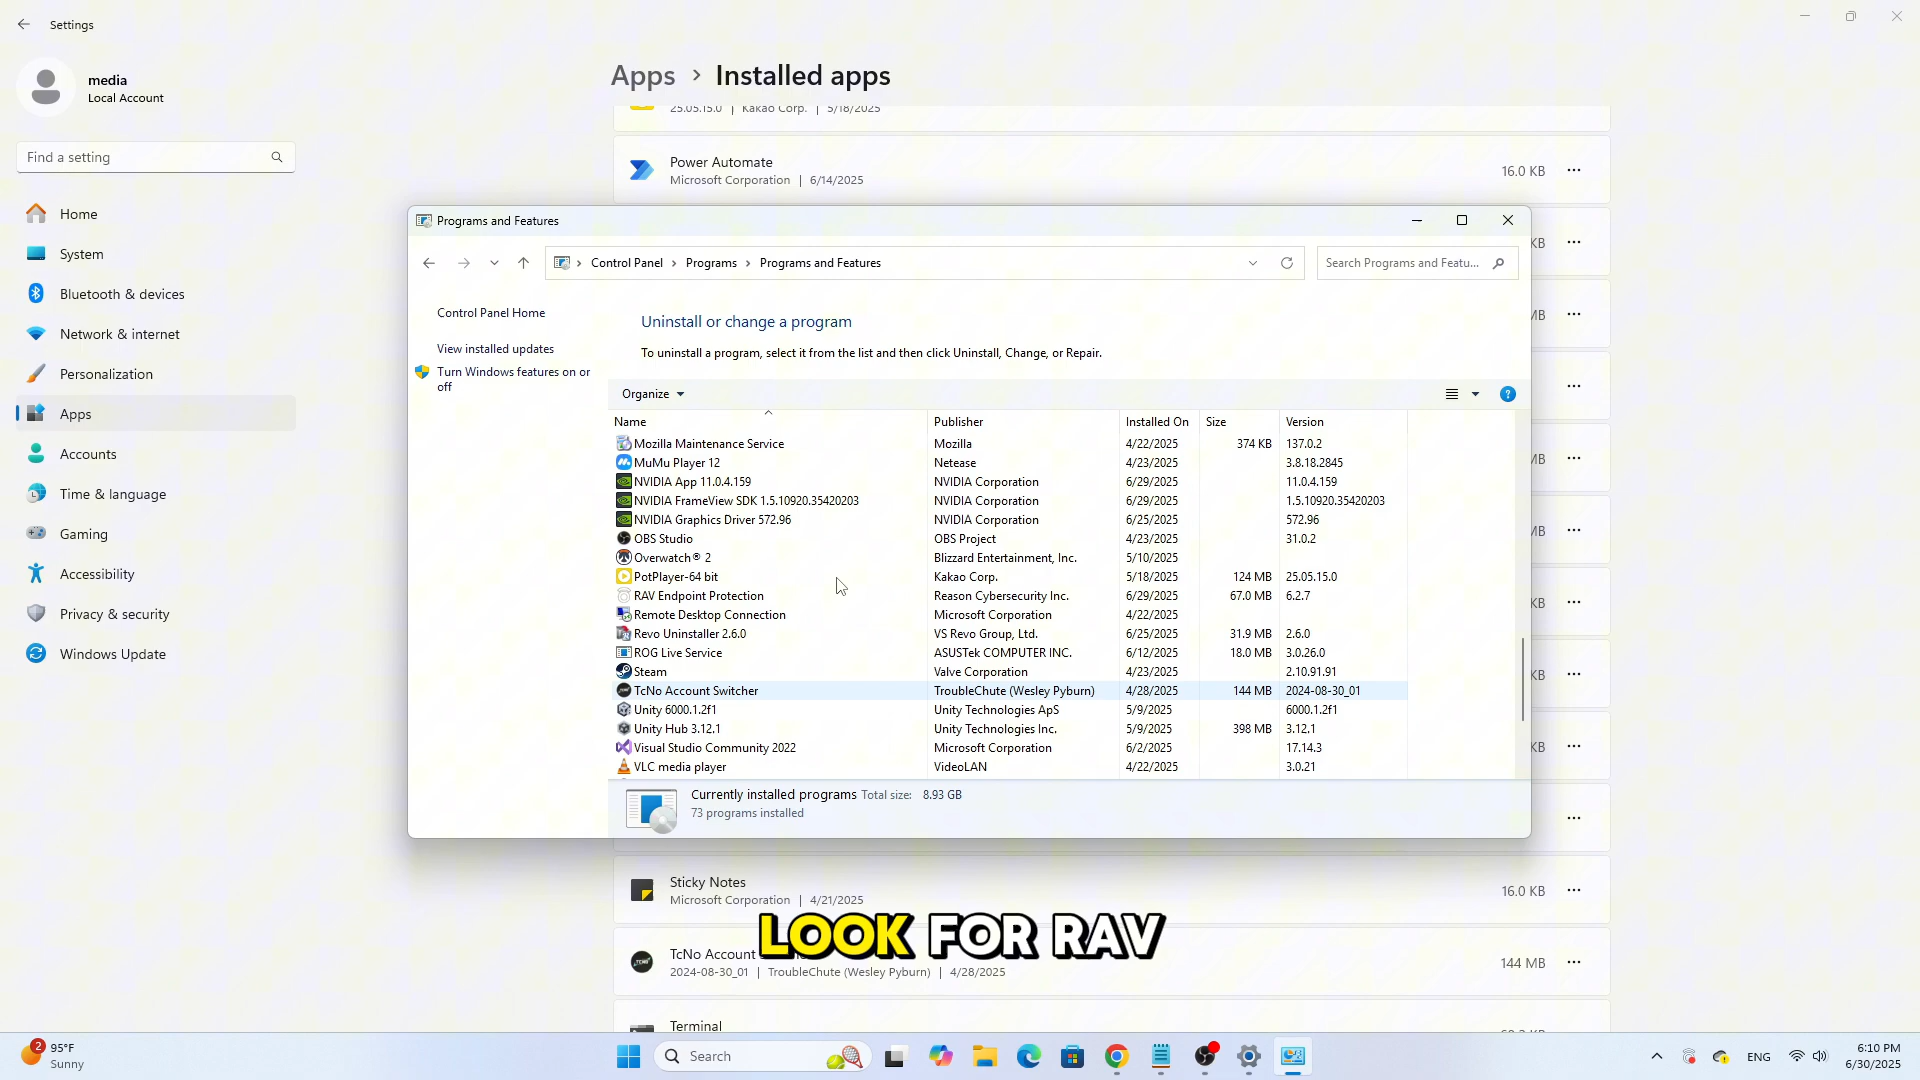 Settings
media
Local Account
Find a setting
Home
System
Bluetooth & devices
Network & internet
Personalization
Apps
Accounts
Time & language
Gaming
Accessibility
Privacy & security
Windows Update
Apps > Installed apps
25.05.15.0 | Kakao Corp. | 5/18/2025
Power Automate
Microsoft Corporation | 6/14/2025
16.0 KB
KB
MB
MB
KB
KB
KB
Programs and Features
Control Panel > Programs > Programs and Features
Search Programs and Featu...
Control Panel Home
View installed updates
Turn Windows features on or
off
Uninstall or change a program
To uninstall a program, select it from the list and then click Uninstall, Change, or Repair.
Organize
Name Publisher Installed On Size Version
Mozilla Maintenance Service Mozilla 4/22/2025 374 KB 137.0.2
MuMu Player 12 Netease 4/23/2025 3.8.18.2845
NVIDIA App 11.0.4.159 NVIDIA Corporation 6/29/2025 11.0.4.159
NVIDIA FrameView SDK 1.5.10920.35420203 NVIDIA Corporation 6/29/2025 1.5.10920.35420203
NVIDIA Graphics Driver 572.96 NVIDIA Corporation 6/25/2025 572.96
OBS Studio OBS Project 4/23/2025 31.0.2
Overwatch® 2 Blizzard Entertainment, Inc. 5/10/2025
PotPlayer-64 bit Kakao Corp. 5/18/2025 124 MB 25.05.15.0
RAV Endpoint Protection Reason Cybersecurity Inc. 6/29/2025 67.0 MB 6.2.7
Remote Desktop Connection Microsoft Corporation 4/22/2025
Revo Uninstaller 2.6.0 VS Revo Group, Ltd. 6/25/2025 31.9 MB 2.6.0
ROG Live Service ASUSTek COMPUTER INC. 6/12/2025 18.0 MB 3.0.26.0
Steam Valve Corporation 4/23/2025 2.10.91.91
TcNo Account Switcher TroubleChute (Wesley Pyburn) 4/28/2025 144 MB 2024-08-30_01
Unity 6000.1.2f1 Unity Technologies ApS 5/9/2025 6000.1.2f1
Unity Hub 3.12.1 Unity Technologies Inc. 5/9/2025 398 MB 3.12.1
Visual Studio Community 2022 Microsoft Corporation 6/2/2025 17.14.3
VLC media player VideoLAN 4/22/2025 3.0.21
Currently installed programs Total size: 8.93 GB
73 programs installed
Sticky Notes
Microsoft Corporation | 4/21/2025
16.0 KB
LOOK FOR RAV
TcNo Account
2024-08-30_01 | TroubleChute (Wesley Pyburn) | 4/28/2025
144 MB
Terminal
2
95°F
Sunny
Search
ENG
6:10 PM
6/30/2025